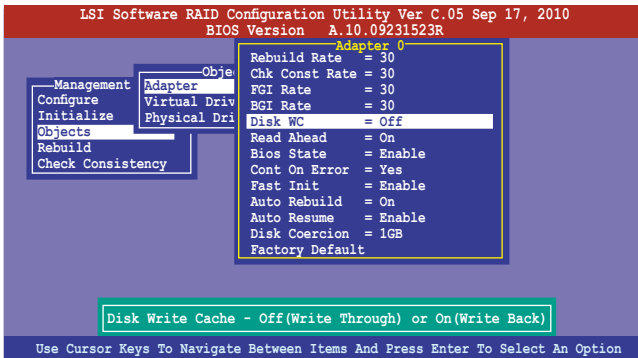 LSI Software RAID Configuration Utility Ver C.05 Sep 17, 2010
BIOS Version A.10.09231523R
Management
Configure
Initialize
Objects
Rebuild
Check Consistency
Obje
Adapter
Virtual Driv
Physical Dri
Adapter 0
Rebuild Rate = 30
Chk Const Rate = 30
FGI Rate = 30
BGI Rate = 30
Disk WC = Off
Read Ahead = On
Bios State = Enable
Cont On Error = Yes
Fast Init = Enable
Auto Rebuild = On
Auto Resume = Enable
Disk Coercion = 1GB
Factory Default
Disk Write Cache - Off(Write Through) or On(Write Back)
Use Cursor Keys To Navigate Between Items And Press Enter To Select An Option